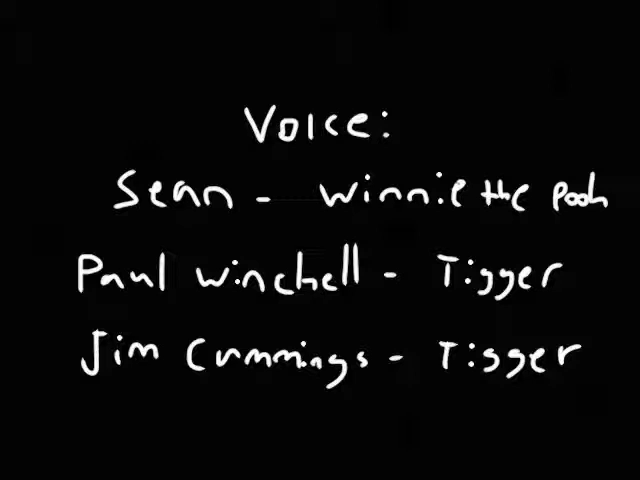 Voice:
Sean - Winnie the Pooh
Paul Winchell - Tigger
Jim Cummings - Tigger